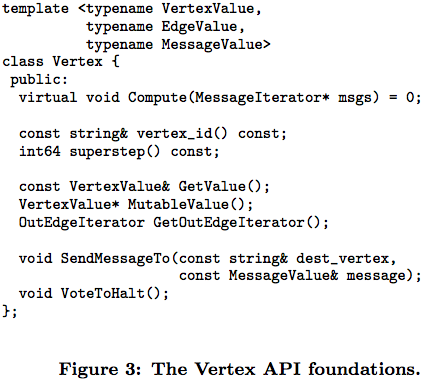 template <typename VertexValue,
          typename EdgeValue,
          typename MessageValue>
class Vertex {
 public:
  virtual void Compute(MessageIterator* msgs) = 0;

  const string& vertex_id() const;
  int64 superstep() const;

  const VertexValue& GetValue();
  VertexValue* MutableValue();
  OutEdgeIterator GetOutEdgeIterator();

  void SendMessageTo(const string& dest_vertex,
                     const MessageValue& message);
  void VoteToHalt();
};
Figure 3: The Vertex API foundations.